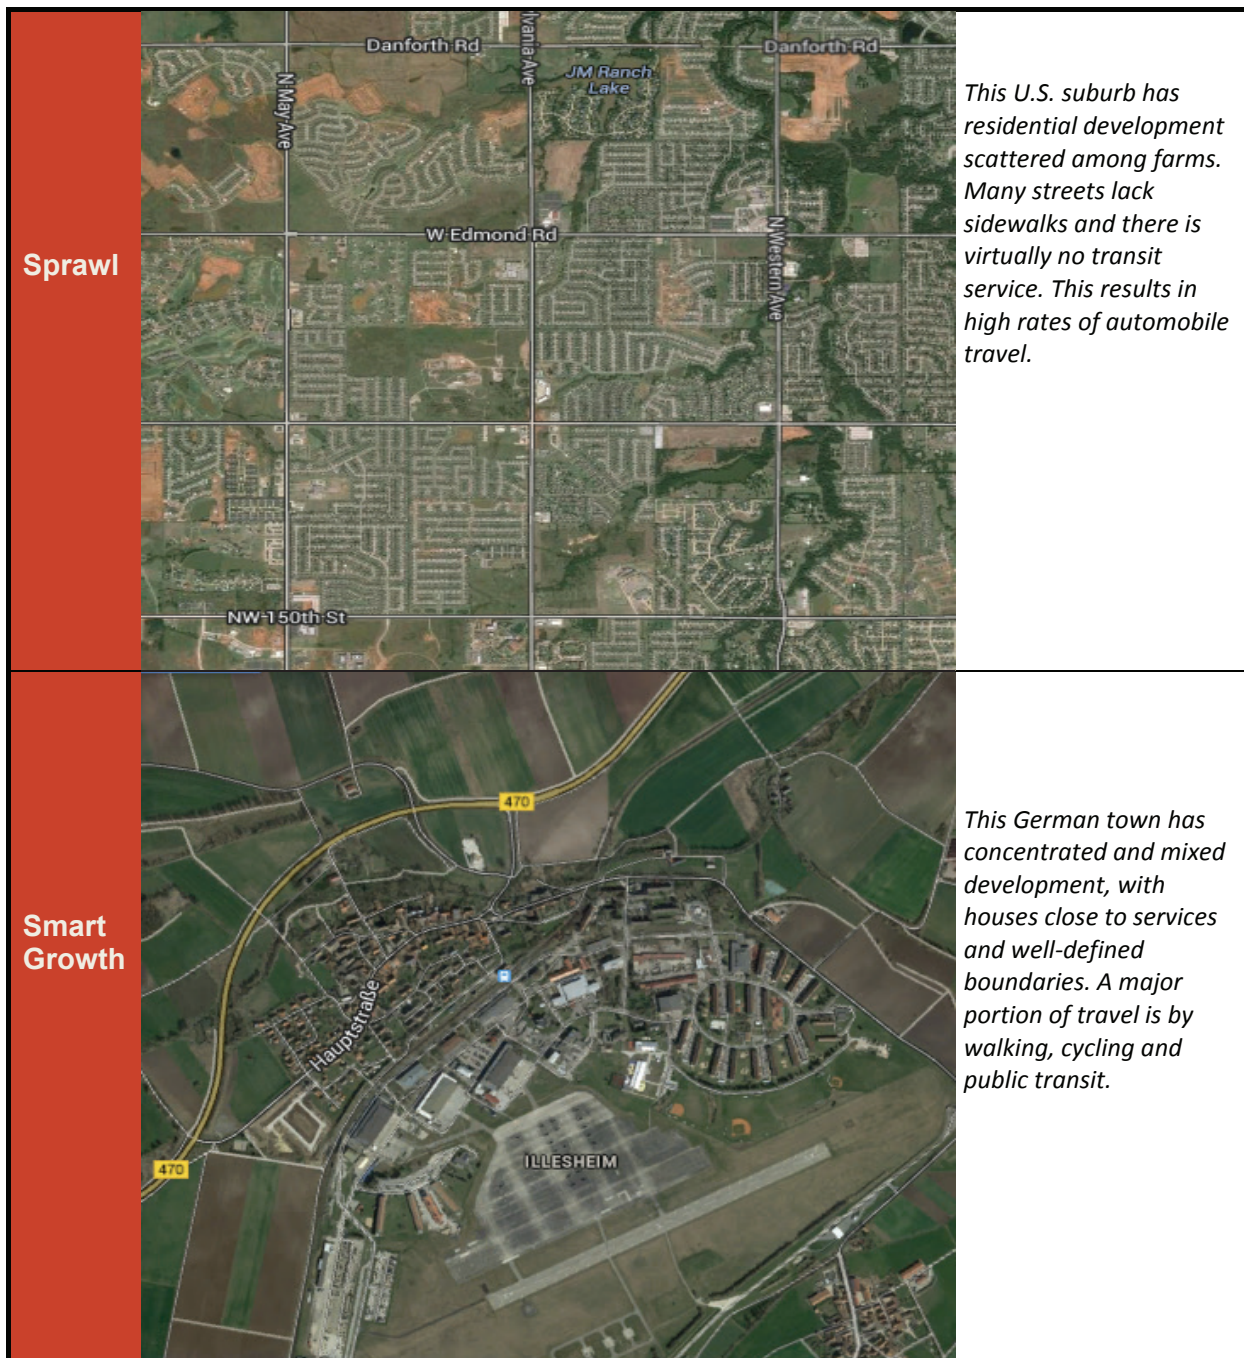 Sprawl
Danforth Rd
Danforth Rd
JM Ranch
Lake
N May Ave
lvania Ave
W Edmond Rd
N Western Ave
NW 150th St
This U.S. suburb has
residential development
scattered among farms.
Many streets lack
sidewalks and there is
virtually no transit
service. This results in
high rates of automobile
travel.
Smart
Growth
470
Hauptstraße
470
ILLESHEIM
This German town has
concentrated and mixed
development, with
houses close to services
and well-defined
boundaries. A major
portion of travel is by
walking, cycling and
public transit.